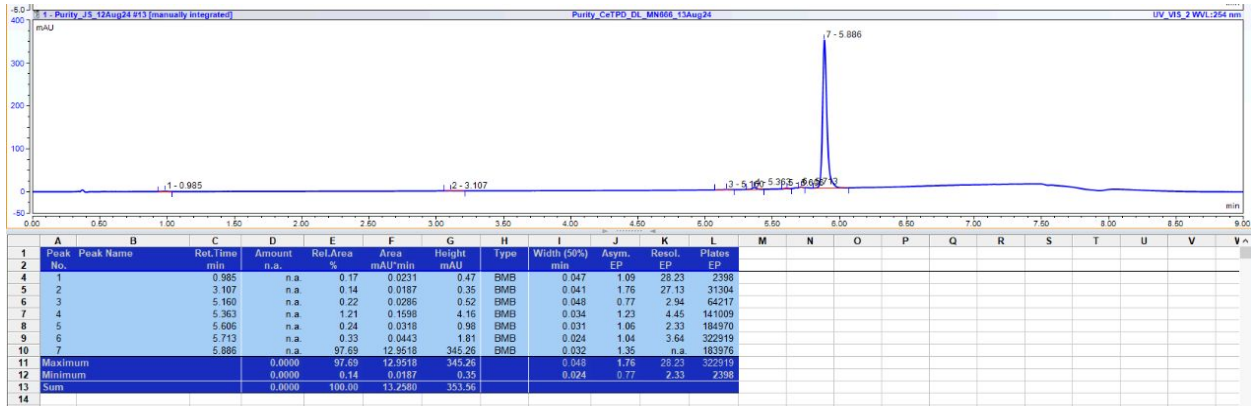 1 - Purity_JS_12Aug24 #13 [manually integrated] Purity_CeTPD_DL_MN666_13Aug24 UV_VIS_2 WVL:254 nm
-5.0
400
mAU
7 - 5.886
300
200
100
1 - 0.985 2 - 3.107
0
-50
min
0.00 0.50 1.00 1.50 2.00 2.50 3.00 3.50 4.00 4.50 5.00 5.50 6.00 6.50 7.00 7.50 8.00 8.50 9.00
A B C D E F G H I J K L M N O P Q R S T U V
1 Peak Peak Name Ret.Time Amount Rel.Area Area Height Type Width (50%) Asym. Resol. Plates
2 No. min n.a. % mAU*min mAU min EP EP EP
4 1 0.985 n.a. 0.17 0.0231 0.47 BMB 0.047 1.09 28.23 2398
5 2 3.107 n.a. 0.14 0.0187 0.35 BMB 0.041 1.76 27.13 31304
6 3 5.160 n.a. 0.22 0.0286 0.52 BMB 0.048 0.77 2.94 64217
7 4 5.363 n.a. 1.21 0.1598 4.16 BMB 0.034 1.23 4.45 141009
8 5 5.606 n.a. 0.24 0.0318 0.98 BMB 0.031 1.06 2.33 184970
9 6 5.713 n.a. 0.33 0.0443 1.81 BMB 0.024 1.04 3.64 322919
10 7 5.886 n.a. 97.69 12.9518 345.26 BMB 0.032 1.35 n.a. 183976
11 Maximum 0.0000 97.69 12.9518 345.26 0.048 1.76 28.23 322919
12 Minimum 0.0000 0.14 0.0187 0.35 0.024 0.77 2.33 2398
13 Sum 0.0000 100.00 13.2580 353.56
14